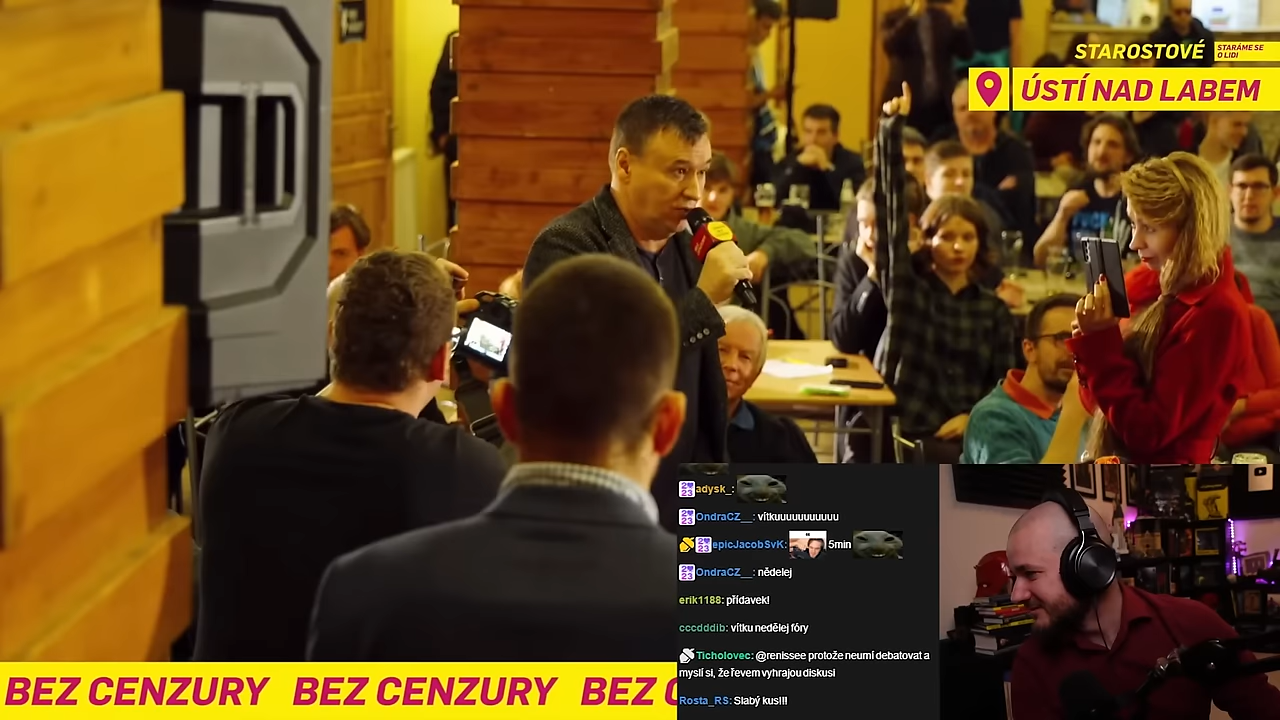 STAROSTOVÉ
STARÁME SE
O LIDI
ÚSTÍ NAD LABEM
adysk_:
OndraCZ__: vítkuuuuuuuuuuu
epicJacobSvK: 5min
OndraCZ__: nědelej
erik1188: přídavek!
cccdddib: vítku nedělej fóry
Ticholovec: @renissee protože neumí debatovat a
myslí si, že řevem vyhrajou diskusi
Rosta_RS: Slabý kus!!!
BEZ CENZURY BEZ CENZURY BEZ C